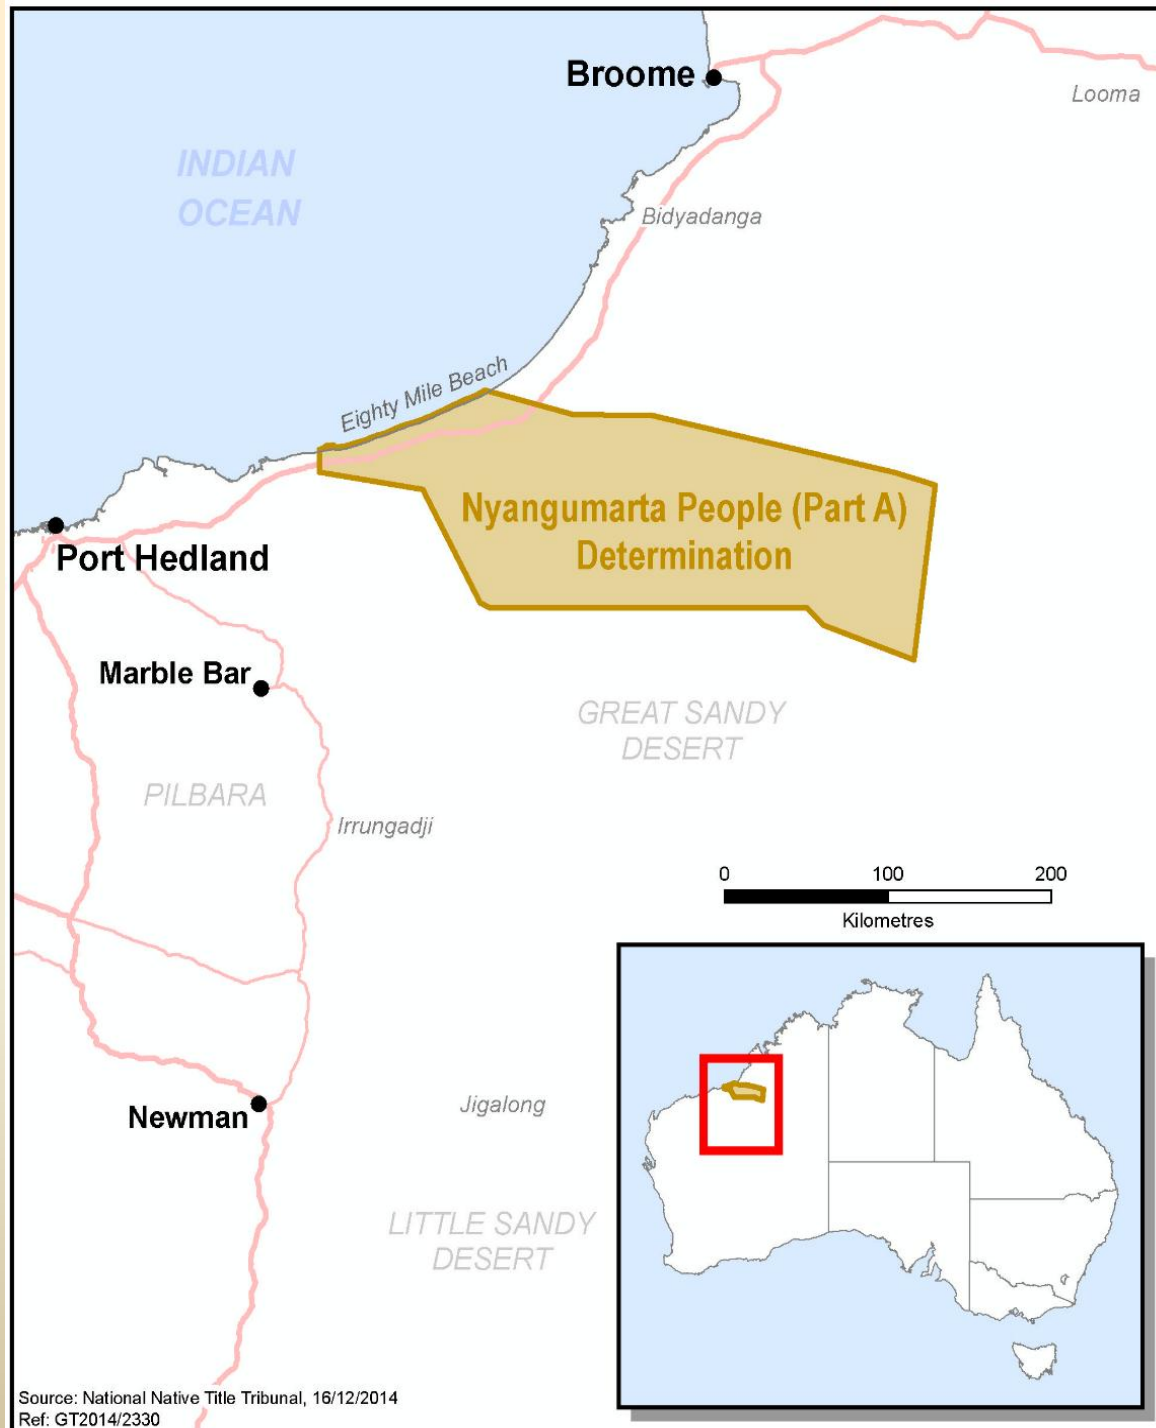 Broome
Looma
INDIAN
OCEAN
Bidyadanga
Eighty Mile Beach
Nyangumarta People (Part A)
Determination
Port Hedland
Marble Bar
GREAT SANDY
DESERT
PILBARA
Irrungadji
0 100 200
Kilometres
Newman
Jigalong
LITTLE SANDY
DESERT
Source: National Native Title Tribunal, 16/12/2014
Ref: GT2014/2330